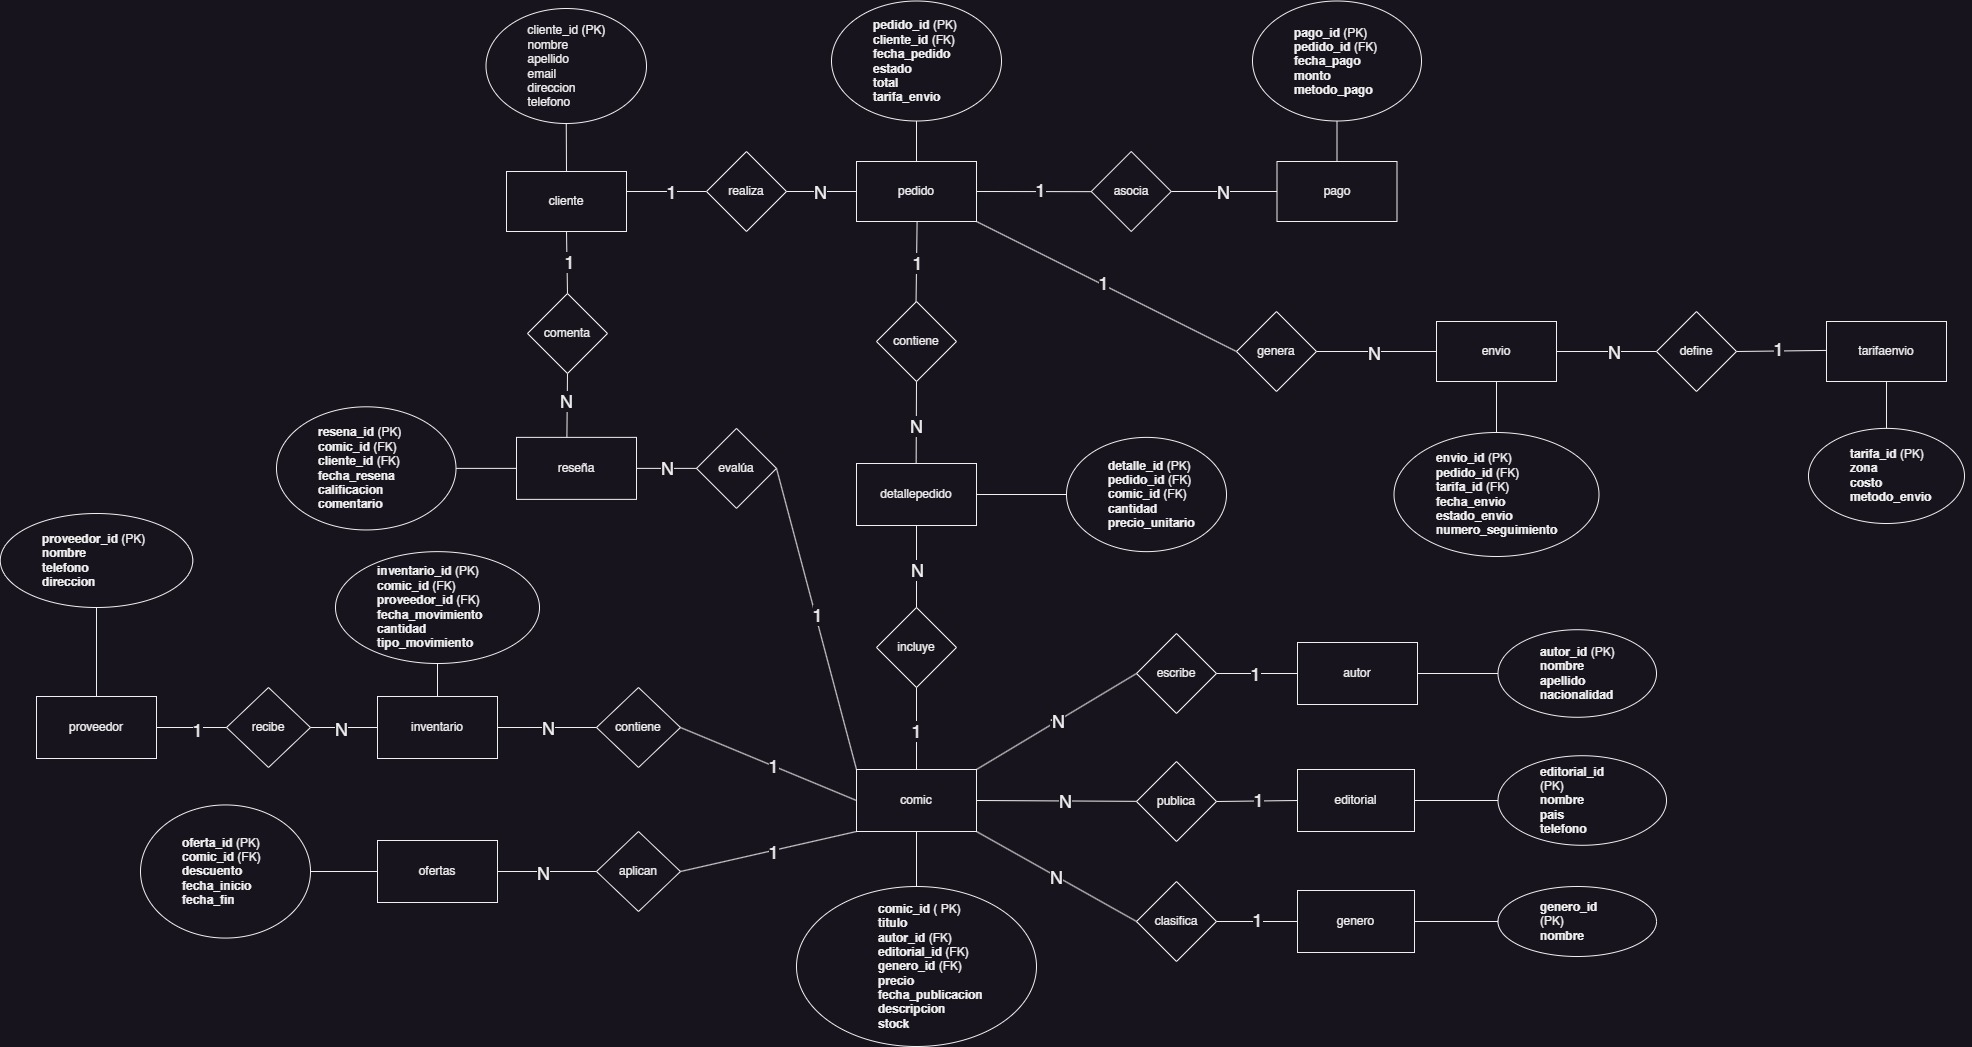 cliente_id (PK)
nombre
apellido
email
direccion
telefono
pedido_id (PK)
cliente_id (FK)
fecha_pedido
estado
total
tarifa_envio
pago_id (PK)
pedido_id (FK)
fecha_pago
monto
metodo_pago
cliente
1
realiza
N
pedido
1
asocia
N
pago
1
1
1
comenta
contiene
genera
N
envio
N
define
1
tarifaenvio
N
N
resena_id (PK)
comic_id (FK)
cliente_id (FK)
fecha_resena
calificacion
comentario
reseña
N
evalúa
detallepedido
detalle_id (PK)
pedido_id (FK)
comic_id (FK)
cantidad
precio_unitario
envio_id (PK)
pedido_id (FK)
tarifa_id (FK)
fecha_envio
estado_envio
numero_seguimiento
tarifa_id (PK)
zona
costo
metodo_envio
proveedor_id (PK)
nombre
telefono
direccion
inventario_id (PK)
comic_id (FK)
proveedor_id (FK)
fecha_movimiento
cantidad
tipo_movimiento
1
N
incluye
1
proveedor
1
recibe
N
inventario
N
contiene
1
N
escribe
1
autor
autor_id (PK)
nombre
apellido
nacionalidad
comic
N
publica
1
editorial
editorial_id
(PK)
nombre
pais
telefono
oferta_id (PK)
comic_id (FK)
descuento
fecha_inicio
fecha_fin
ofertas
N
aplican
1
N
clasifica
1
genero
genero_id
(PK)
nombre
comic_id ( PK)
titulo
autor_id (FK)
editorial_id (FK)
genero_id (FK)
precio
fecha_publicacion
descripcion
stock